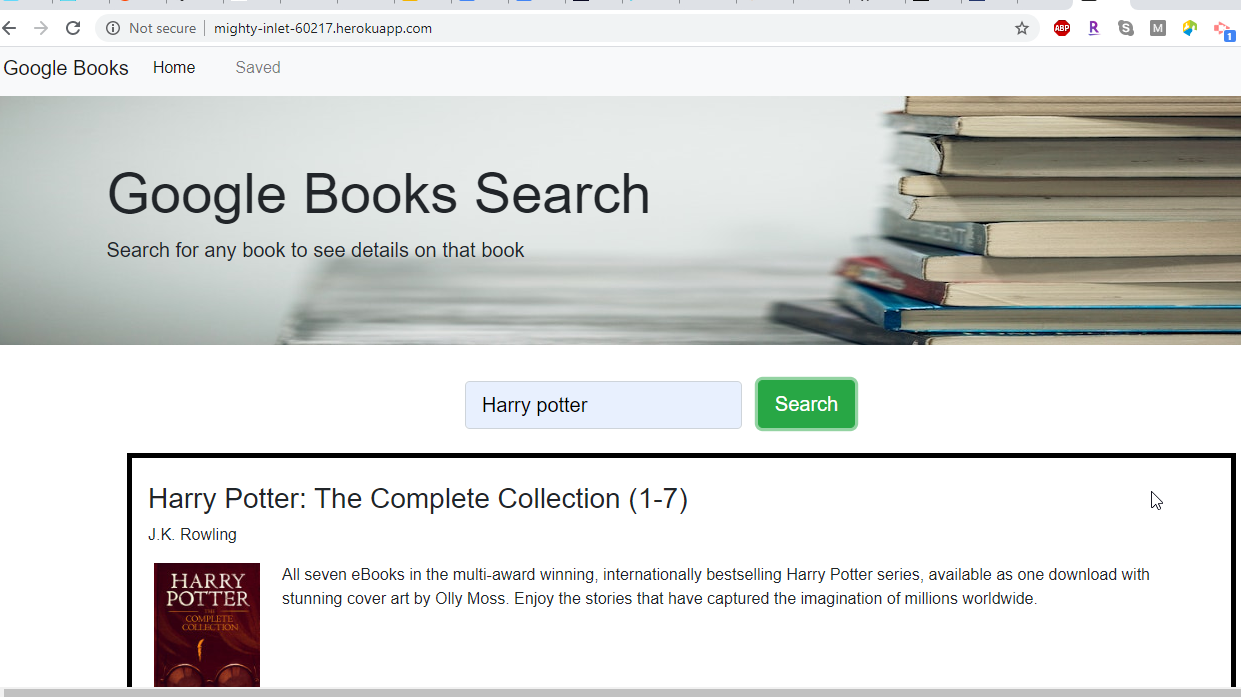 Not secure | mighty-inlet-60217.herokuapp.com
ABP R S M 1
Google Books Home Saved
Google Books Search
Search for any book to see details on that book
Harry potter Search
Harry Potter: The Complete Collection (1-7)
J.K. Rowling
HARRY
POTTER
THE
COMPLETE
COLLECTION
All seven eBooks in the multi-award winning, internationally bestselling Harry Potter series, available as one download with
stunning cover art by Olly Moss. Enjoy the stories that have captured the imagination of millions worldwide.